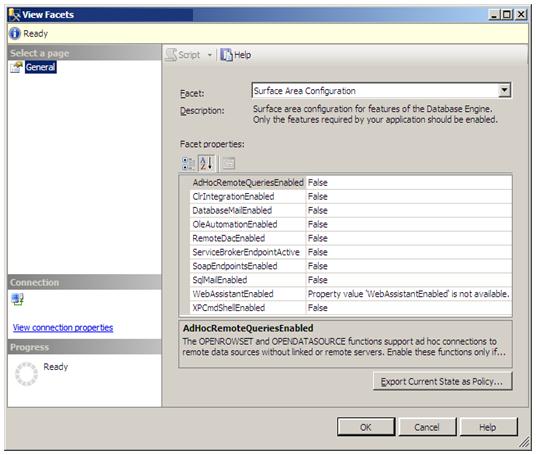 View Facets
Ready
Select a page
General
Script
Help
Facet: Surface Area Configuration
Description: Surface area configuration for features of the Database Engine.
Only the features required by your application should be enabled.
Facet properties:
AdHocRemoteQueriesEnabled False
ClrIntegrationEnabled False
DatabaseMailEnabled False
OleAutomationEnabled False
RemoteDacEnabled False
ServiceBrokerEndpointActive False
SoapEndpointsEnabled False
SqlMailEnabled False
WebAssistantEnabled Property value 'WebAssistantEnabled' is not available.
XPCmdShellEnabled False
AdHocRemoteQueriesEnabled
The OPENROWSET and OPENDATASOURCE functions support ad hoc connections to
remote data sources without linked or remote servers. Enable these functions only if...
Export Current State as Policy...
Connection
View connection properties
Progress
Ready
OK
Cancel
Help